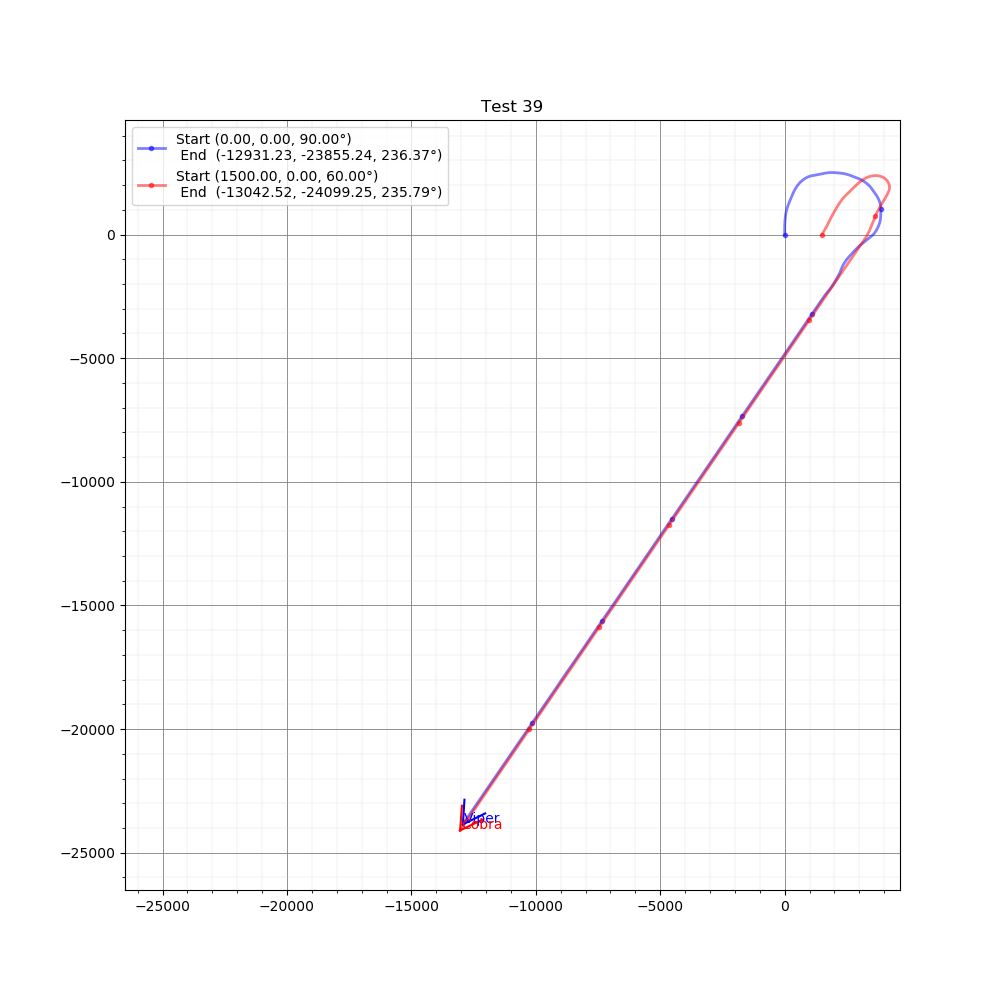 Test 39
Start (0.00, 0.00, 90.00°)
End (-12931.23, -23855.24, 236.37°)
Start (1500.00, 0.00, 60.00°)
End (-13042.52, -24099.25, 235.79°)
0
−5000
−10000
−15000
−20000
−25000
Viper
Cobra
−25000 −20000 −15000 −10000 −5000 0